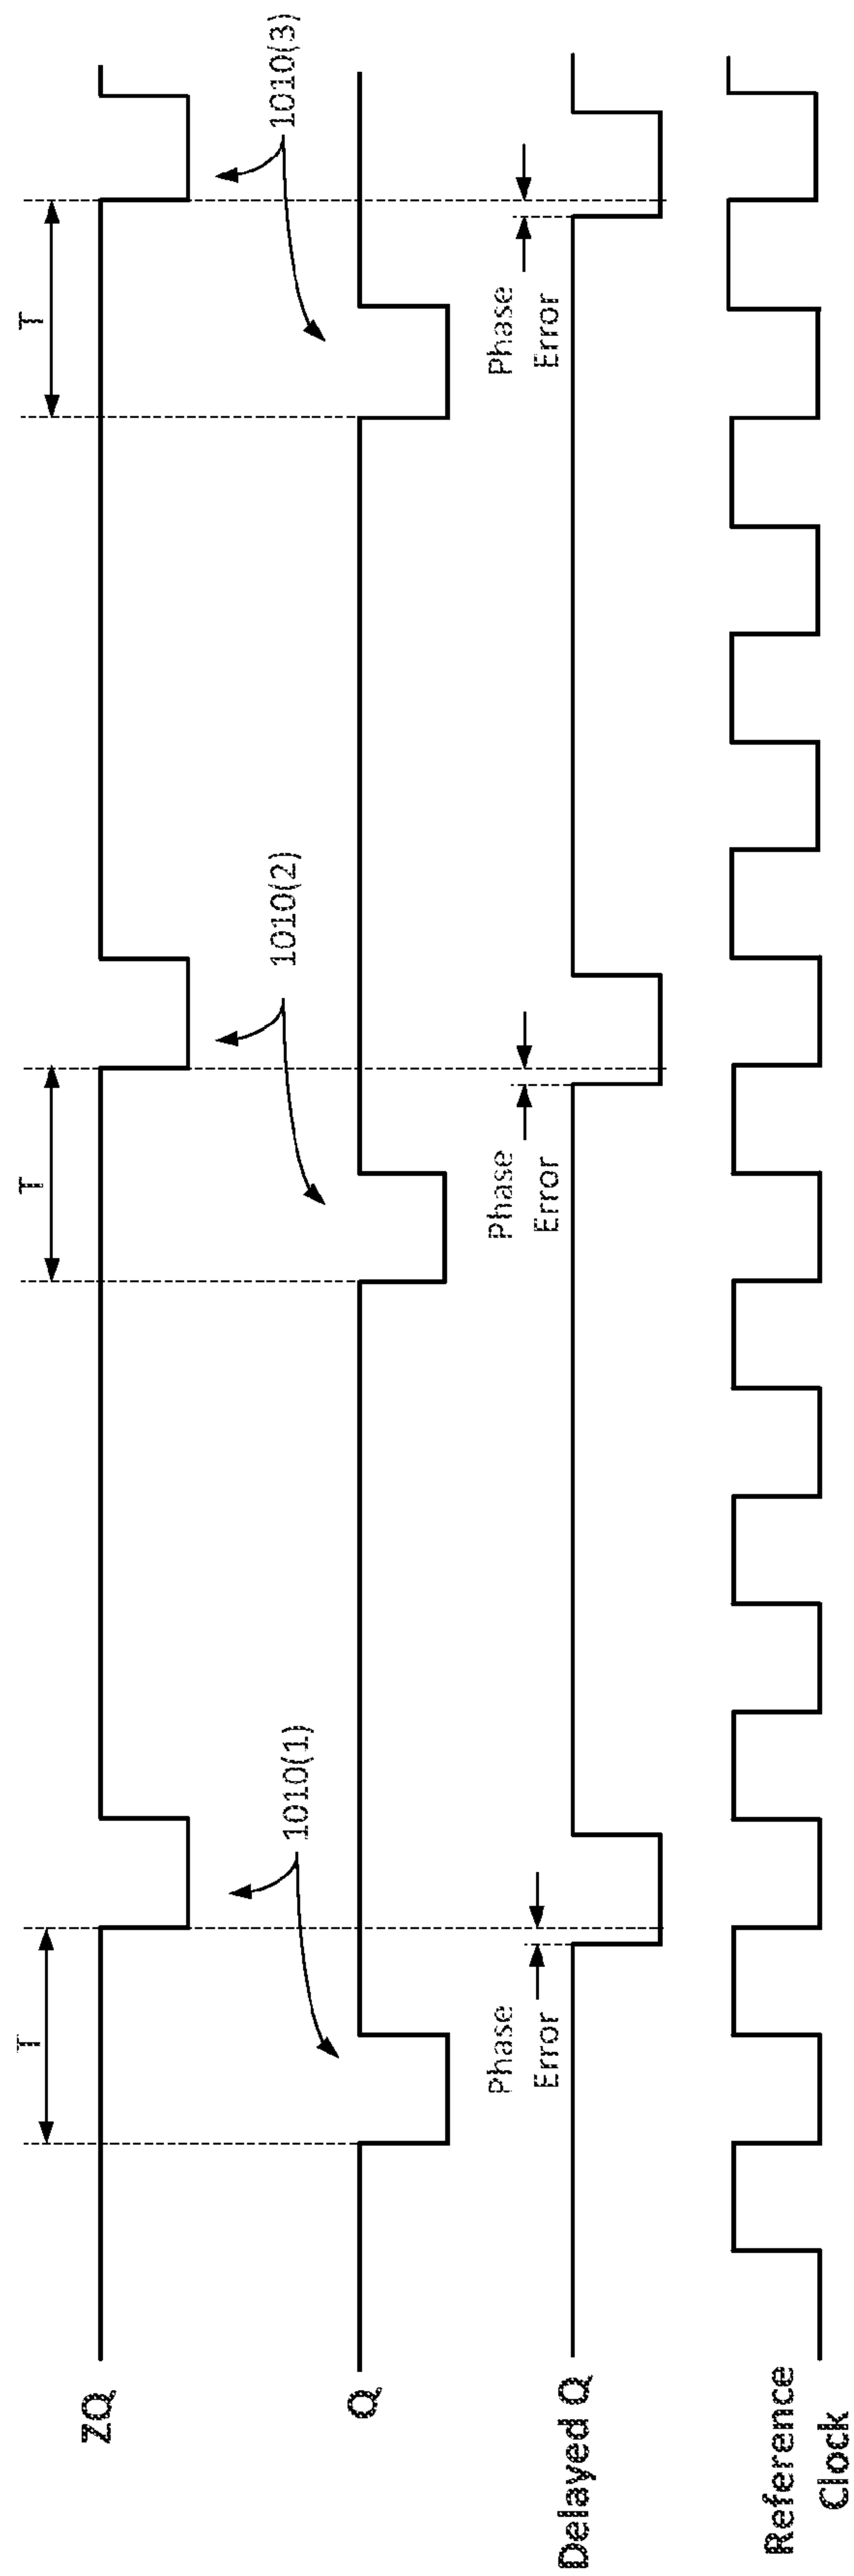 ZQ
T
T
T
1010(1)
1010(2)
1010(3)
Q
Delayed Q
Phase
Error
Phase
Error
Phase
Error
Reference
Clock